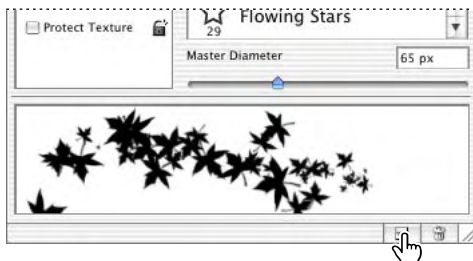 Flowing Stars
Protect Texture
29
Master Diameter
65 px